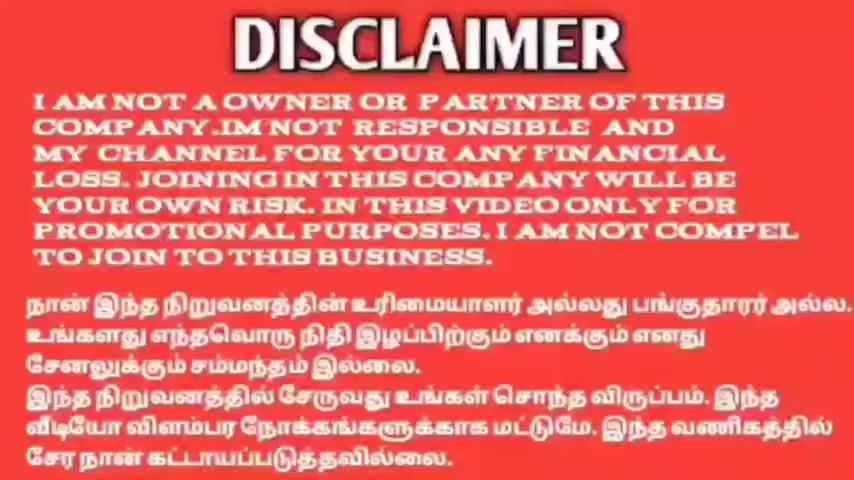 DISCLAIMER
I AM NOT A OWNER OR PARTNER OF THIS
COMPANY.IM NOT RESPONSIBLE AND
MY CHANNEL FOR YOUR ANY FINANCIAL
LOSS. JOINING IN THIS COMPANY WILL BE
YOUR OWN RISK. IN THIS VIDEO ONLY FOR
PROMOTIONAL PURPOSES. I AM NOT COMPEL
TO JOIN TO THIS BUSINESS.
நான் இந்த நிறுவனத்தின் உரிமையாளர் அல்லது பங்குதாரர் அல்ல.
உங்களது எந்தவொரு நிதி இழப்பிற்கும் எனக்கும் எனது
சேனலுக்கும் சம்மந்தம் இல்லை.
இந்த நிறுவனத்தில் சேருவது உங்கள் சொந்த விருப்பம். இந்த
வீடியோ விளம்பர நோக்கங்களுக்காக மட்டுமே. இந்த வணிகத்தில்
சேர நான் கட்டாயப்படுத்தவில்லை.